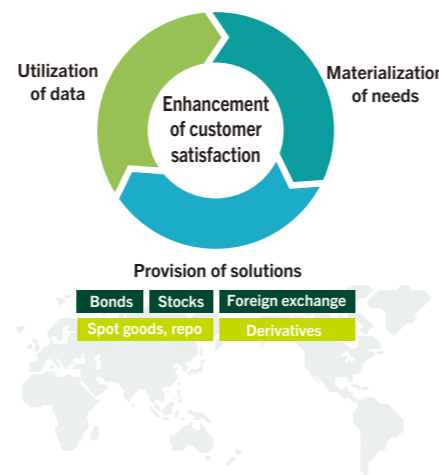 Utilization
of data
Enhancement
of customer
satisfaction
Materialization
of needs
Provision of solutions
Bonds
Stocks
Foreign exchange
Spot goods, repo
Derivatives